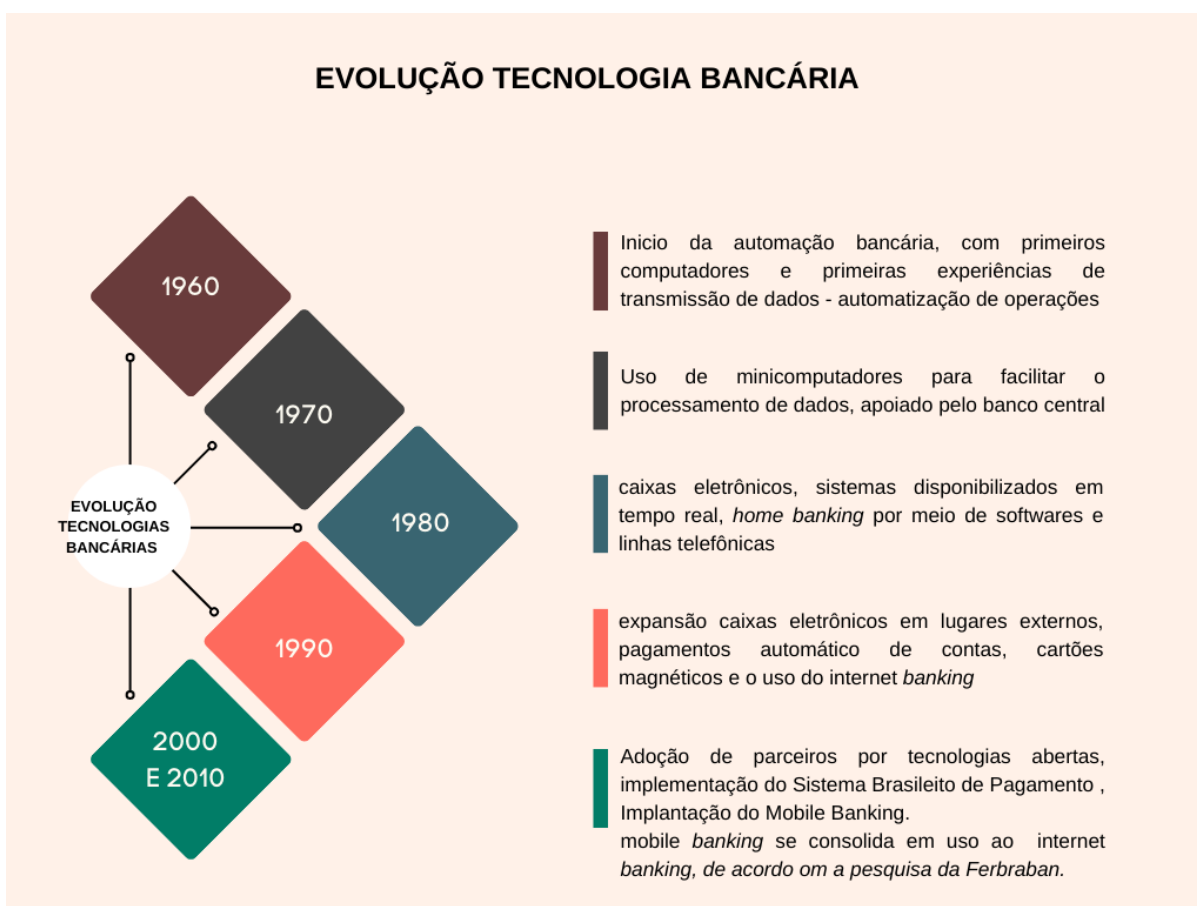 EVOLUÇÃO TECNOLOGIA BANCÁRIA
1960
Inicio da automação bancária, com primeiros
computadores e primeiras experiências de
transmissão de dados - automatização de operações
1970
Uso de minicomputadores para facilitar o
processamento de dados, apoiado pelo banco central
EVOLUÇÃO
TECNOLOGIAS
BANCÁRIAS
1980
caixas eletrônicos, sistemas disponibilizados em
tempo real, home banking por meio de softwares e
linhas telefônicas
1990
expansão caixas eletrônicos em lugares externos,
pagamentos automático de contas, cartões
magnéticos e o uso do internet banking
2000
E 2010
Adoção de parceiros por tecnologias abertas,
implementação do Sistema Brasileito de Pagamento ,
Implantação do Mobile Banking.
mobile banking se consolida em uso ao internet
banking, de acordo om a pesquisa da Ferbraban.